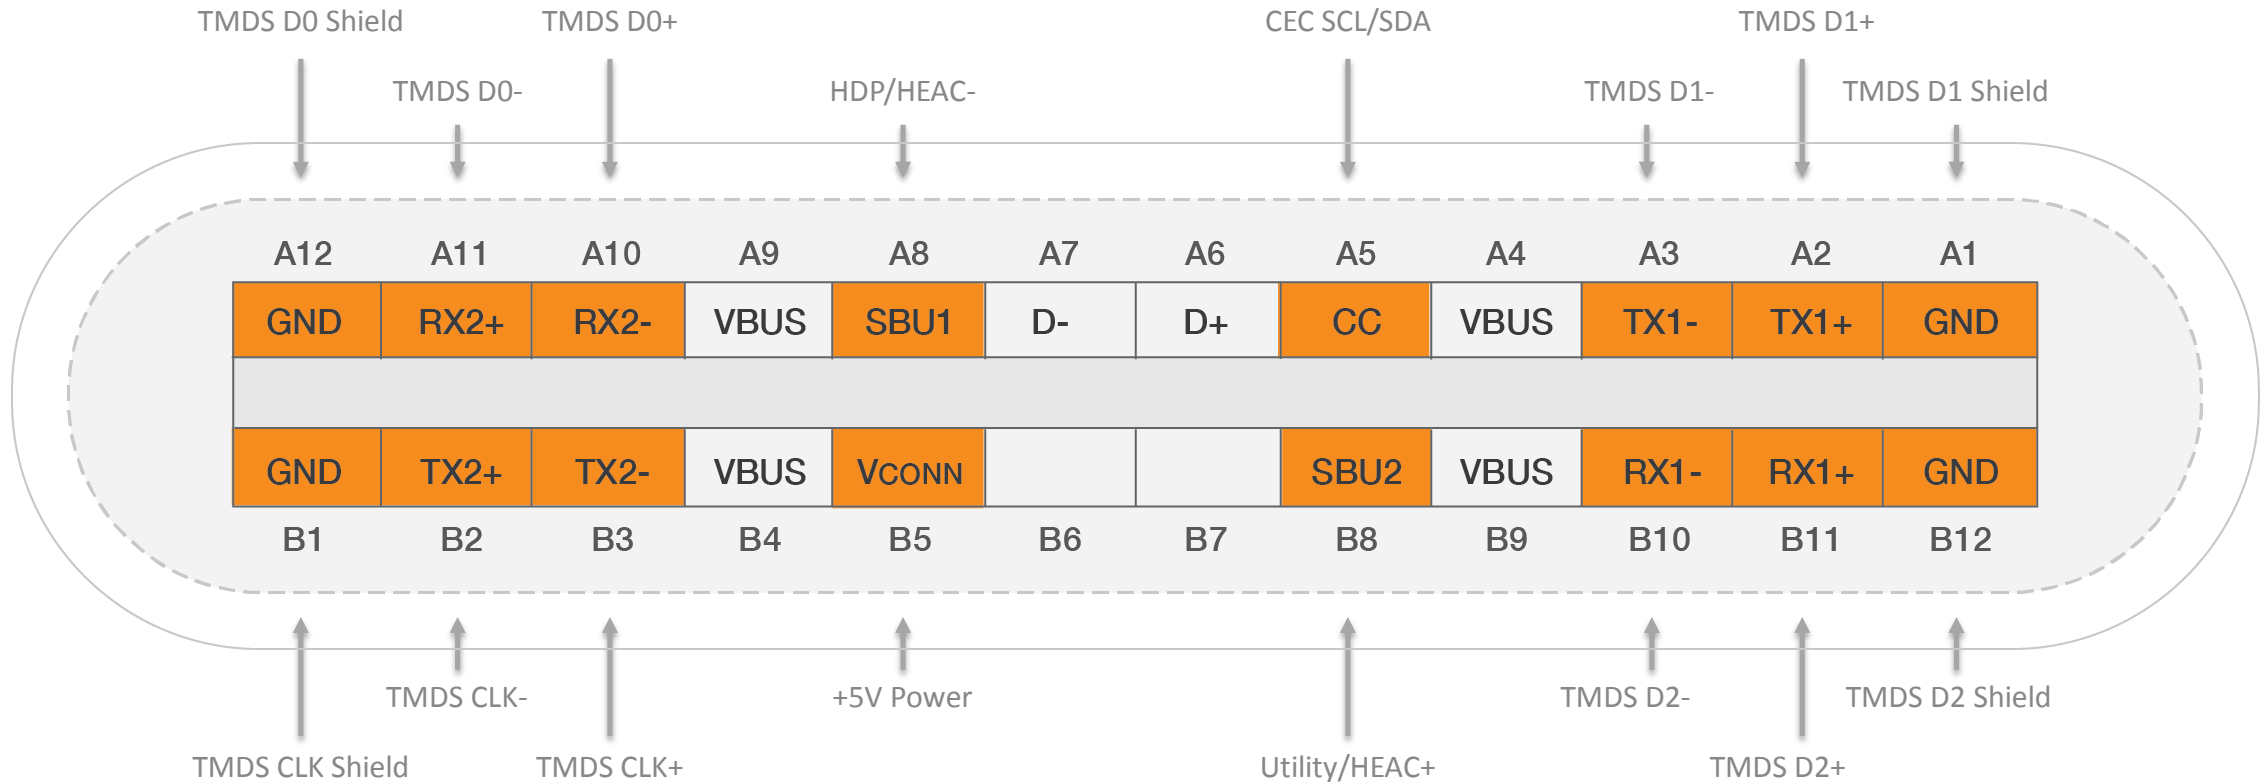 TMDS D0 Shield TMDS D0+ CEC SCL/SDA TMDS D1+
TMDS D0- HDP/HEAC- TMDS D1- TMDS D1 Shield
A12 A11 A10 A9 A8 A7 A6 A5 A4 A3 A2 A1
GND RX2+ RX2- VBUS SBU1 D- D+ CC VBUS TX1- TX1+ GND
GND TX2+ TX2- VBUS VCONN SBU2 VBUS RX1- RX1+ GND
B1 B2 B3 B4 B5 B6 B7 B8 B9 B10 B11 B12
TMDS CLK- +5V Power TMDS D2- TMDS D2 Shield
TMDS CLK Shield TMDS CLK+ Utility/HEAC+ TMDS D2+